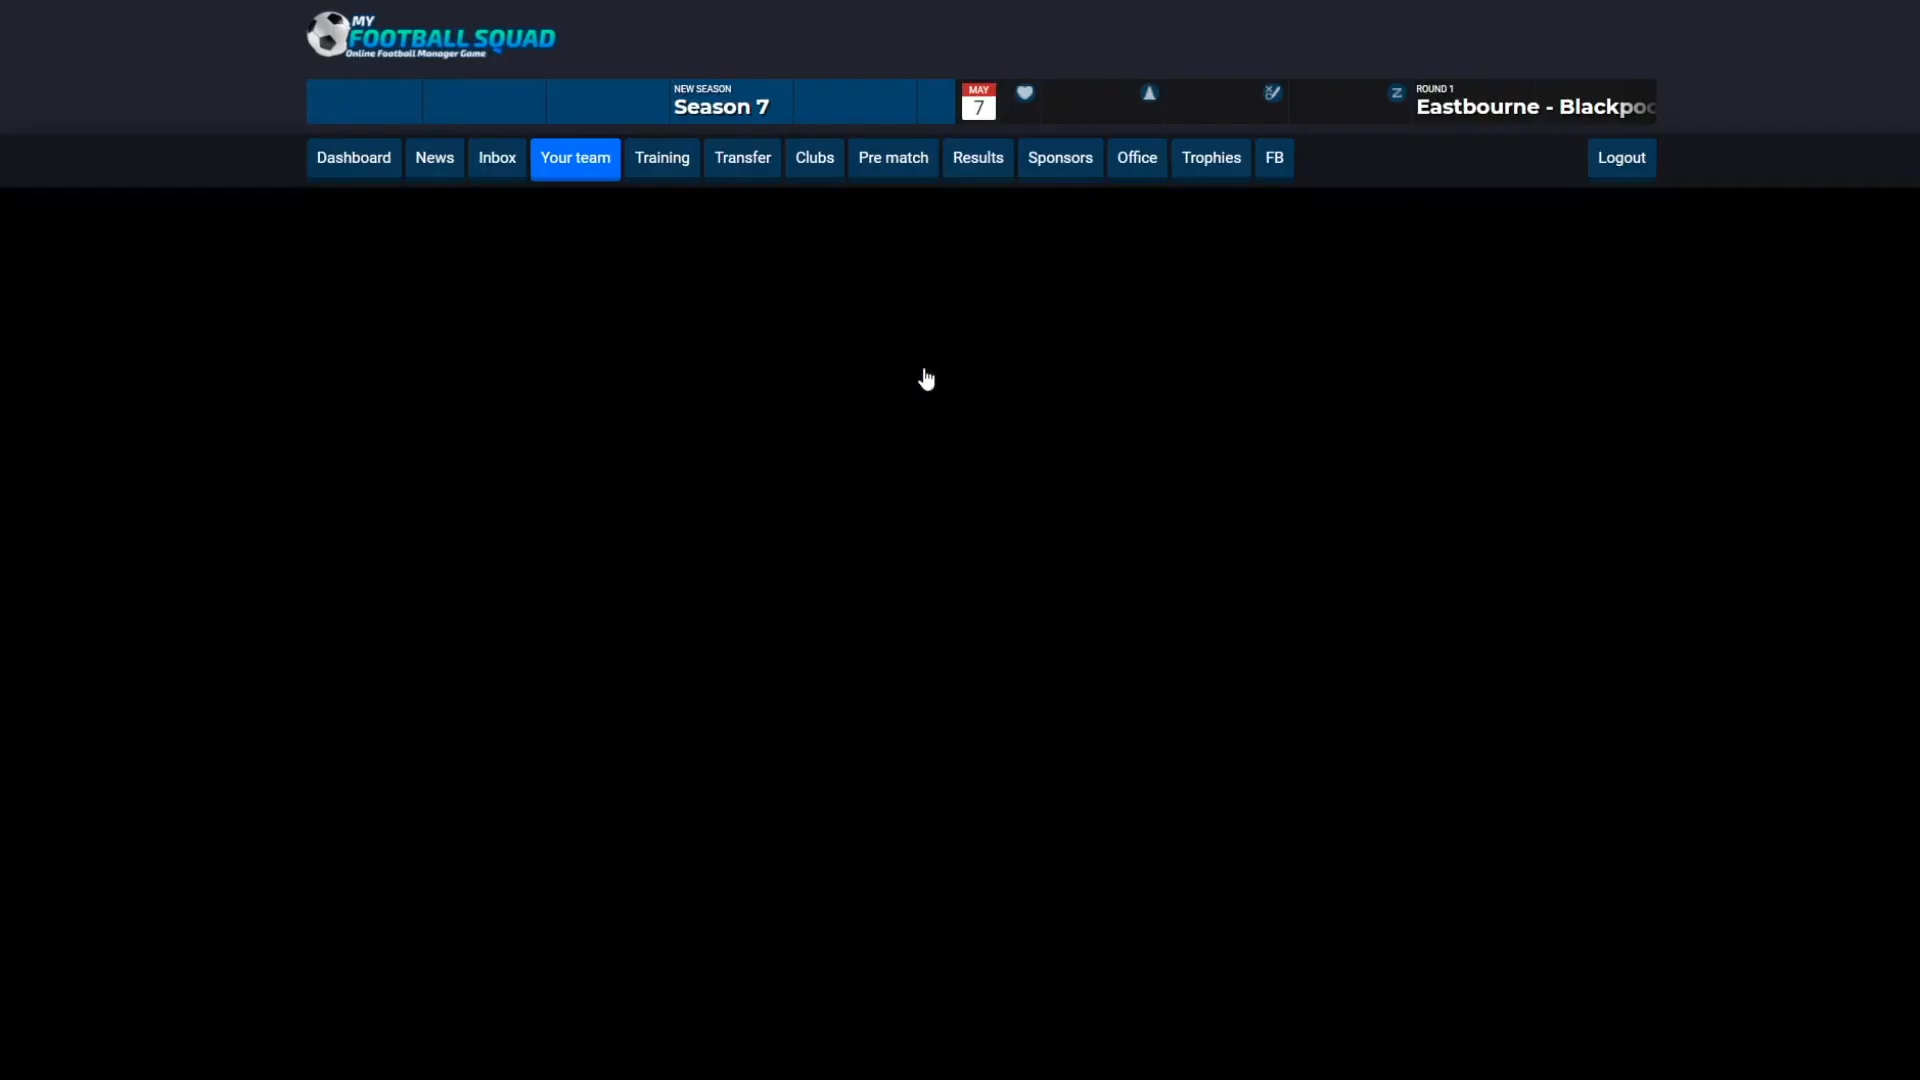 MY
FOOTBALL SQUAD
Online Football Manager Game
NEW SEASON
Season 7
MAY
7
ROUND 1
Eastbourne - Blackpoo
Dashboard News Inbox Your team Training Transfer Clubs Pre match Results Sponsors Office Trophies FB Logout